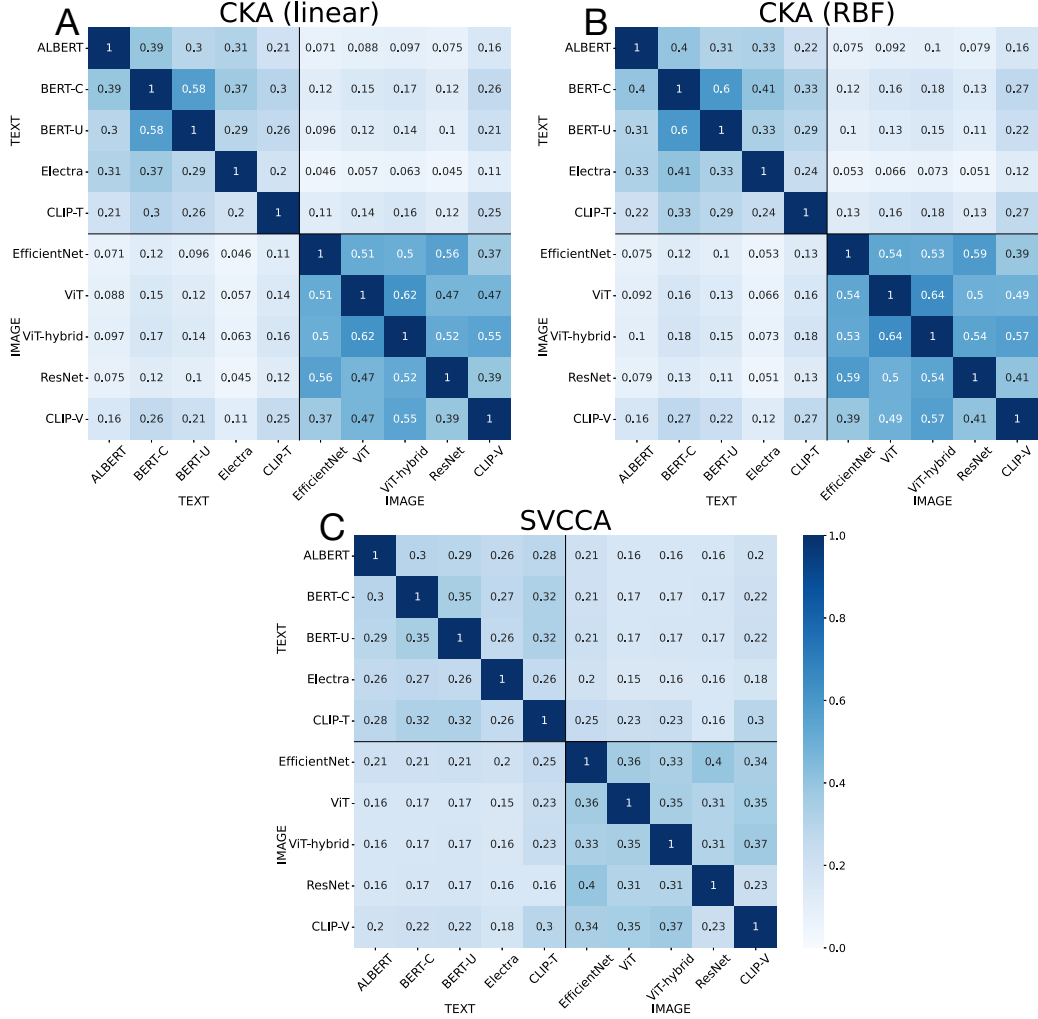 A CKA (linear)
ALBERT 1 0.39 0.3 0.31 0.21 0.071 0.088 0.097 0.075 0.16
BERT-C 0.39 1 0.58 0.37 0.3 0.12 0.15 0.17 0.12 0.26
BERT-U 0.3 0.58 1 0.29 0.26 0.096 0.12 0.14 0.1 0.21
Electra 0.31 0.37 0.29 1 0.2 0.046 0.057 0.063 0.045 0.11
CLIP-T 0.21 0.3 0.26 0.2 1 0.11 0.14 0.16 0.12 0.25
EfficientNet 0.071 0.12 0.096 0.046 0.11 1 0.51 0.5 0.56 0.37
ViT 0.088 0.15 0.12 0.057 0.14 0.51 1 0.62 0.47 0.47
ViT-hybrid 0.097 0.17 0.14 0.063 0.16 0.5 0.62 1 0.52 0.55
ResNet 0.075 0.12 0.1 0.045 0.12 0.56 0.47 0.52 1 0.39
CLIP-V 0.16 0.26 0.21 0.11 0.25 0.37 0.47 0.55 0.39 1
TEXT
IMAGE
ALBERT BERT-C BERT-U Electra CLIP-T EfficientNet ViT ViT-hybrid ResNet CLIP-V
TEXT IMAGE
B CKA (RBF)
ALBERT 1 0.4 0.31 0.33 0.22 0.075 0.092 0.1 0.079 0.16
BERT-C 0.4 1 0.6 0.41 0.33 0.12 0.16 0.18 0.13 0.27
BERT-U 0.31 0.6 1 0.33 0.29 0.1 0.13 0.15 0.11 0.22
Electra 0.33 0.41 0.33 1 0.24 0.053 0.066 0.073 0.051 0.12
CLIP-T 0.22 0.33 0.29 0.24 1 0.13 0.16 0.18 0.13 0.27
EfficientNet 0.075 0.12 0.1 0.053 0.13 1 0.54 0.53 0.59 0.39
ViT 0.092 0.16 0.13 0.066 0.16 0.54 1 0.64 0.5 0.49
ViT-hybrid 0.1 0.18 0.15 0.073 0.18 0.53 0.64 1 0.54 0.57
ResNet 0.079 0.13 0.11 0.051 0.13 0.59 0.5 0.54 1 0.41
CLIP-V 0.16 0.27 0.22 0.12 0.27 0.39 0.49 0.57 0.41 1
TEXT
IMAGE
ALBERT BERT-C BERT-U Electra CLIP-T EfficientNet ViT ViT-hybrid ResNet CLIP-V
TEXT IMAGE
C SVCCA
ALBERT 1 0.3 0.29 0.26 0.28 0.21 0.16 0.16 0.16 0.2
BERT-C 0.3 1 0.35 0.27 0.32 0.21 0.17 0.17 0.17 0.22
BERT-U 0.29 0.35 1 0.26 0.32 0.21 0.17 0.17 0.17 0.22
Electra 0.26 0.27 0.26 1 0.26 0.2 0.15 0.16 0.16 0.18
CLIP-T 0.28 0.32 0.32 0.26 1 0.25 0.23 0.23 0.16 0.3
EfficientNet 0.21 0.21 0.21 0.2 0.25 1 0.36 0.33 0.4 0.34
ViT 0.16 0.17 0.17 0.15 0.23 0.36 1 0.35 0.31 0.35
ViT-hybrid 0.16 0.17 0.17 0.16 0.23 0.33 0.35 1 0.31 0.37
ResNet 0.16 0.17 0.17 0.16 0.16 0.4 0.31 0.31 1 0.23
CLIP-V 0.2 0.22 0.22 0.18 0.3 0.34 0.35 0.37 0.23 1
TEXT
IMAGE
ALBERT BERT-C BERT-U Electra CLIP-T EfficientNet ViT ViT-hybrid ResNet CLIP-V
TEXT IMAGE
1.0
0.8
0.6
0.4
0.2
0.0